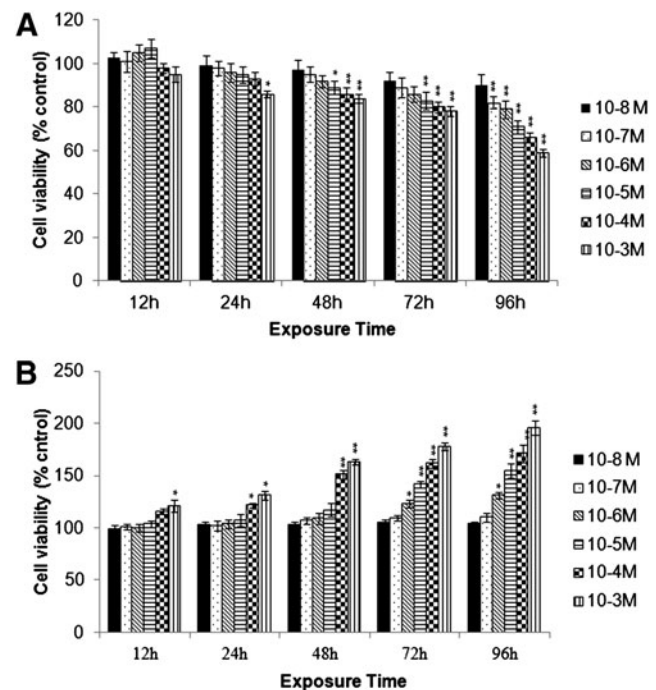 A
120
100
80
60
40
20
0
Cell viability (% control)
* * ** ** ** ** ** ** ** ** ** ** **
12h 24h 48h 72h 96h
Exposure Time
10-8 M
10-7M
10-6M
10-5M
10-4M
10-3M
B
250
200
150
100
50
0
Cell viability (% cntrol)
* * * ** ** * ** ** ** * ** ** **
12h 24h 48h 72h 96h
Exposure Time
10-8 M
10-7M
10-6M
10-5M
10-4M
10-3M